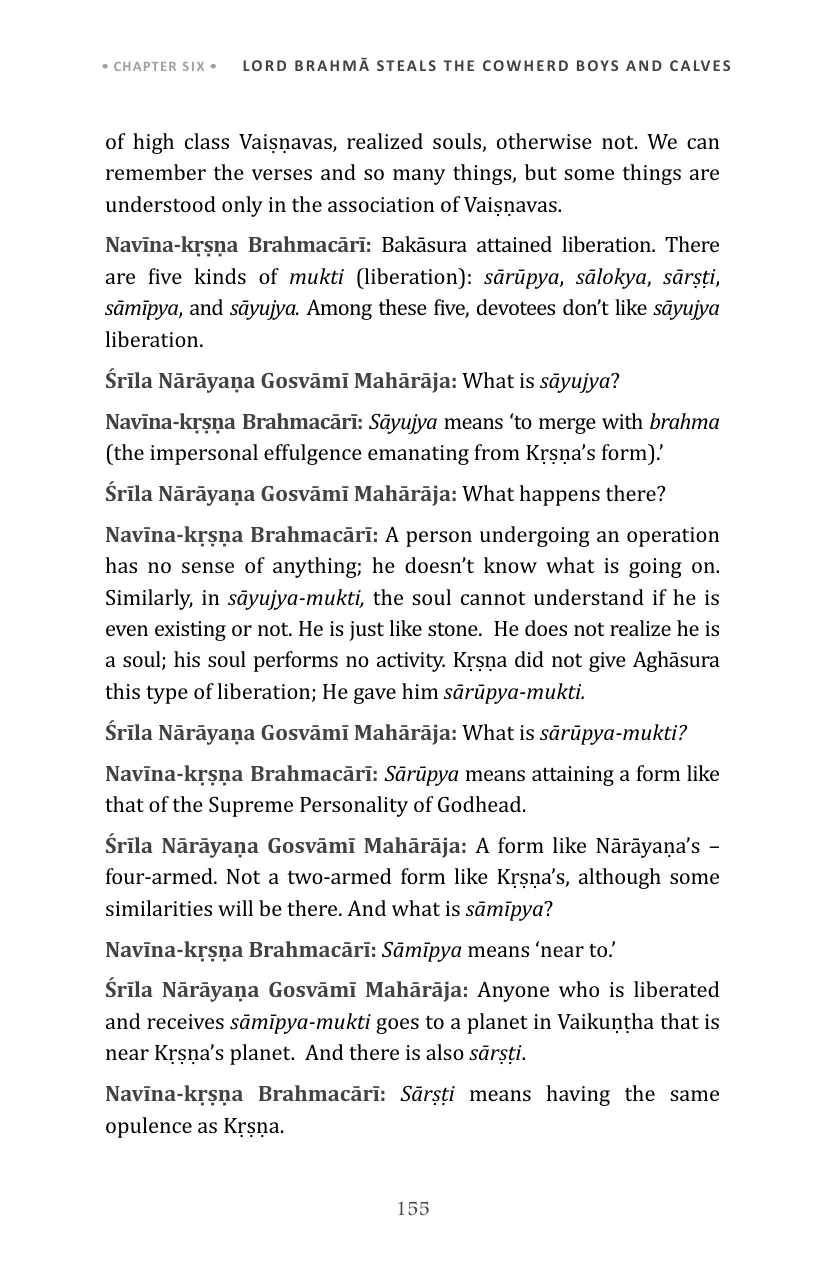 • CHAPTER SIX • LORD BRAHMĀ STEALS THE COWHERD BOYS AND CALVES
of high class Vaiṣṇavas, realized souls, otherwise not. We can
remember the verses and so many things, but some things are
understood only in the association of Vaiṣṇavas.
Navīna-kṛṣṇa Brahmacārī: Bakāsura attained liberation. There
are five kinds of mukti (liberation): sārūpya, sālokya, sārṣṭi,
sāmīpya, and sāyujya. Among these five, devotees don’t like sāyujya
liberation.
Śrīla Nārāyaṇa Gosvāmī Mahārāja: What is sāyujya?
Navīna-kṛṣṇa Brahmacārī: Sāyujya means ‘to merge with brahma
(the impersonal effulgence emanating from Kṛṣṇa’s form).’
Śrīla Nārāyaṇa Gosvāmī Mahārāja: What happens there?
Navīna-kṛṣṇa Brahmacārī: A person undergoing an operation
has no sense of anything; he doesn’t know what is going on.
Similarly, in sāyujya-mukti, the soul cannot understand if he is
even existing or not. He is just like stone. He does not realize he is
a soul; his soul performs no activity. Kṛṣṇa did not give Aghāsura
this type of liberation; He gave him sārūpya-mukti.
Śrīla Nārāyaṇa Gosvāmī Mahārāja: What is sārūpya-mukti?
Navīna-kṛṣṇa Brahmacārī: Sārūpya means attaining a form like
that of the Supreme Personality of Godhead.
Śrīla Nārāyaṇa Gosvāmī Mahārāja: A form like Nārāyaṇa’s –
four-armed. Not a two-armed form like Kṛṣṇa’s, although some
similarities will be there. And what is sāmīpya?
Navīna-kṛṣṇa Brahmacārī: Sāmīpya means ‘near to.’
Śrīla Nārāyaṇa Gosvāmī Mahārāja: Anyone who is liberated
and receives sāmīpya-mukti goes to a planet in Vaikuṇṭha that is
near Kṛṣṇa’s planet. And there is also sārṣṭi.
Navīna-kṛṣṇa Brahmacārī: Sārṣṭi means having the same
opulence as Kṛṣṇa.
155